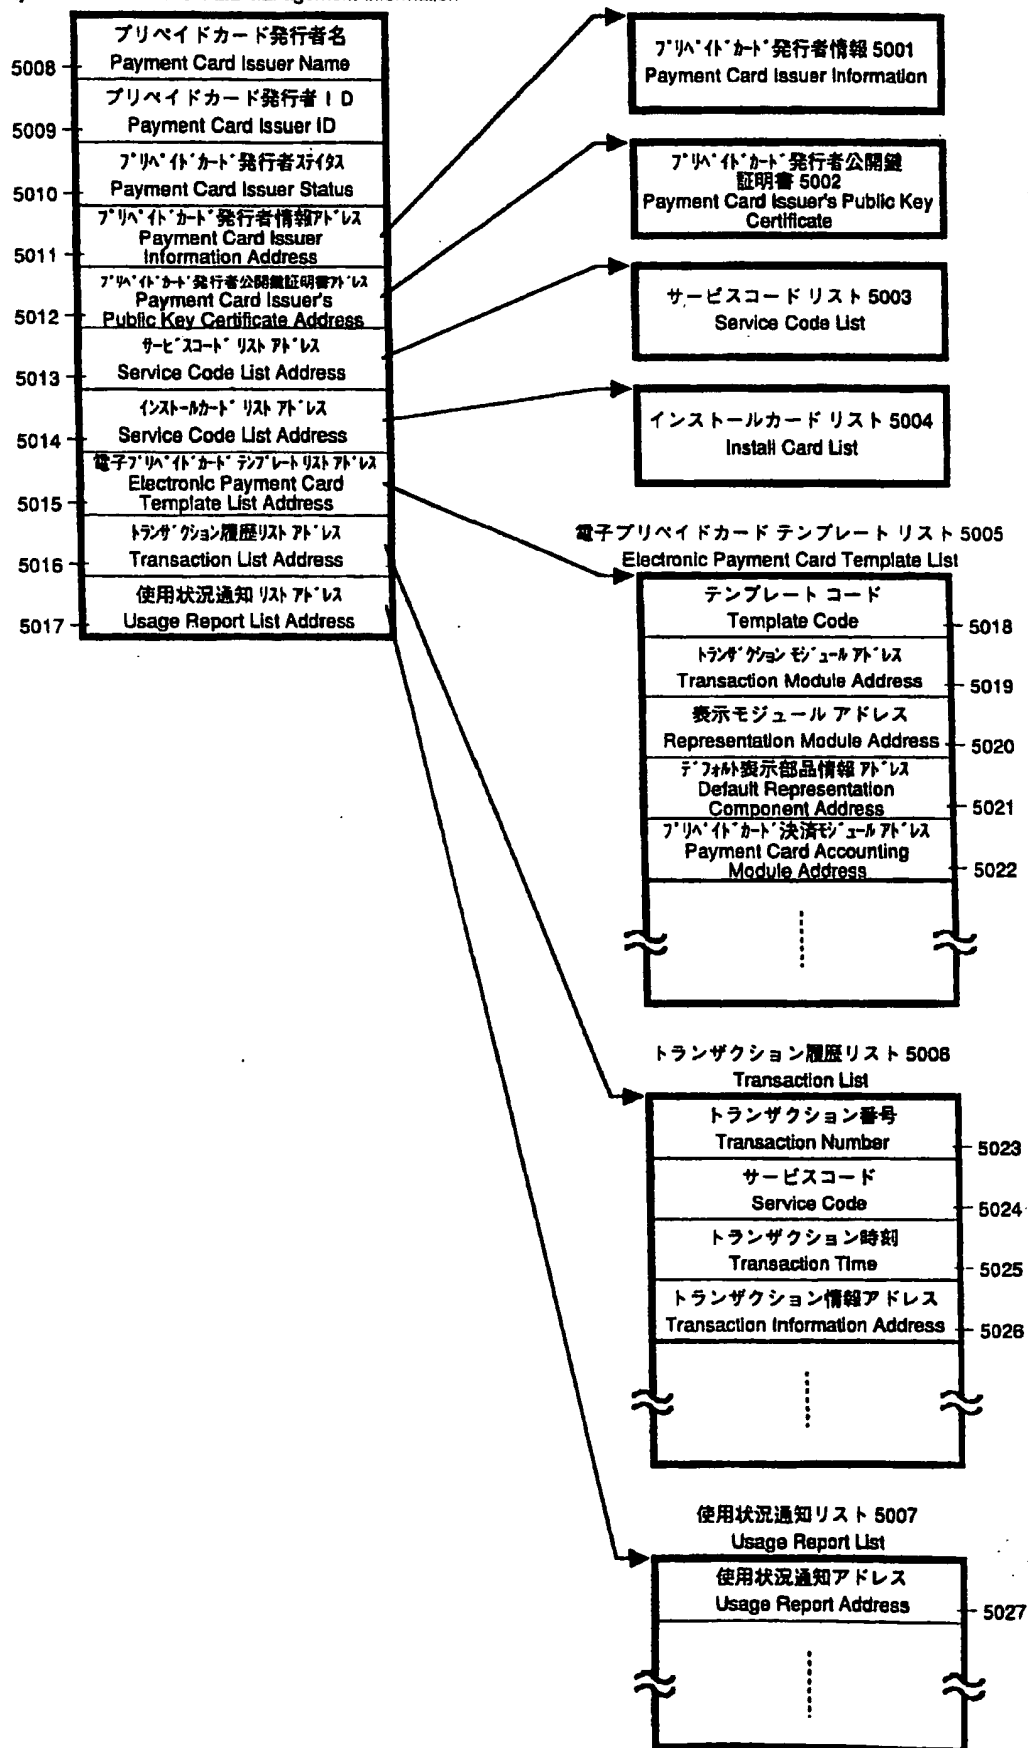 プリペイドカード発行者名
Payment Card Issuer Name
5008
プリペイドカード発行者ID
Payment Card Issuer ID
5009
プリペイドカード発行者ステイタス
Payment Card Issuer Status
5010
プリペイドカード発行者情報アドレス
Payment Card Issuer
Information Address
5011
プリペイドカード発行者公開鍵証明書アドレス
Payment Card Issuer's
Public Key Certificate Address
5012
サービスコード リスト アドレス
Service Code List Address
5013
インストールカード リスト アドレス
Service Code List Address
5014
電子プリペイドカード テンプレート リスト アドレス
Electronic Payment Card
Template List Address
5015
トランザクション履歴リスト アドレス
Transaction List Address
5016
使用状況通知 リスト アドレス
Usage Report List Address
5017
プリペイドカード発行者情報 5001
Payment Card Issuer Information
プリペイドカード発行者公開鍵
証明書 5002
Payment Card Issuer's Public Key
Certificate
サービスコード リスト 5003
Service Code List
インストールカード リスト 5004
Install Card List
電子プリペイドカード テンプレート リスト 5005
Electronic Payment Card Template List
テンプレート コード
Template Code
5018
トランザクション モジュール アドレス
Transaction Module Address
5019
表示モジュール アドレス
Representation Module Address
5020
デフォルト表示部品情報 アドレス
Default Representation
Component Address
5021
プリペイドカード決済モジュール アドレス
Payment Card Accounting
Module Address
5022
トランザクション履歴リスト 5006
Transaction List
トランザクション番号
Transaction Number
5023
サービスコード
Service Code
5024
トランザクション時刻
Transaction Time
5025
トランザクション情報アドレス
Transaction Information Address
5026
使用状況通知リスト 5007
Usage Report List
使用状況通知アドレス
Usage Report Address
5027